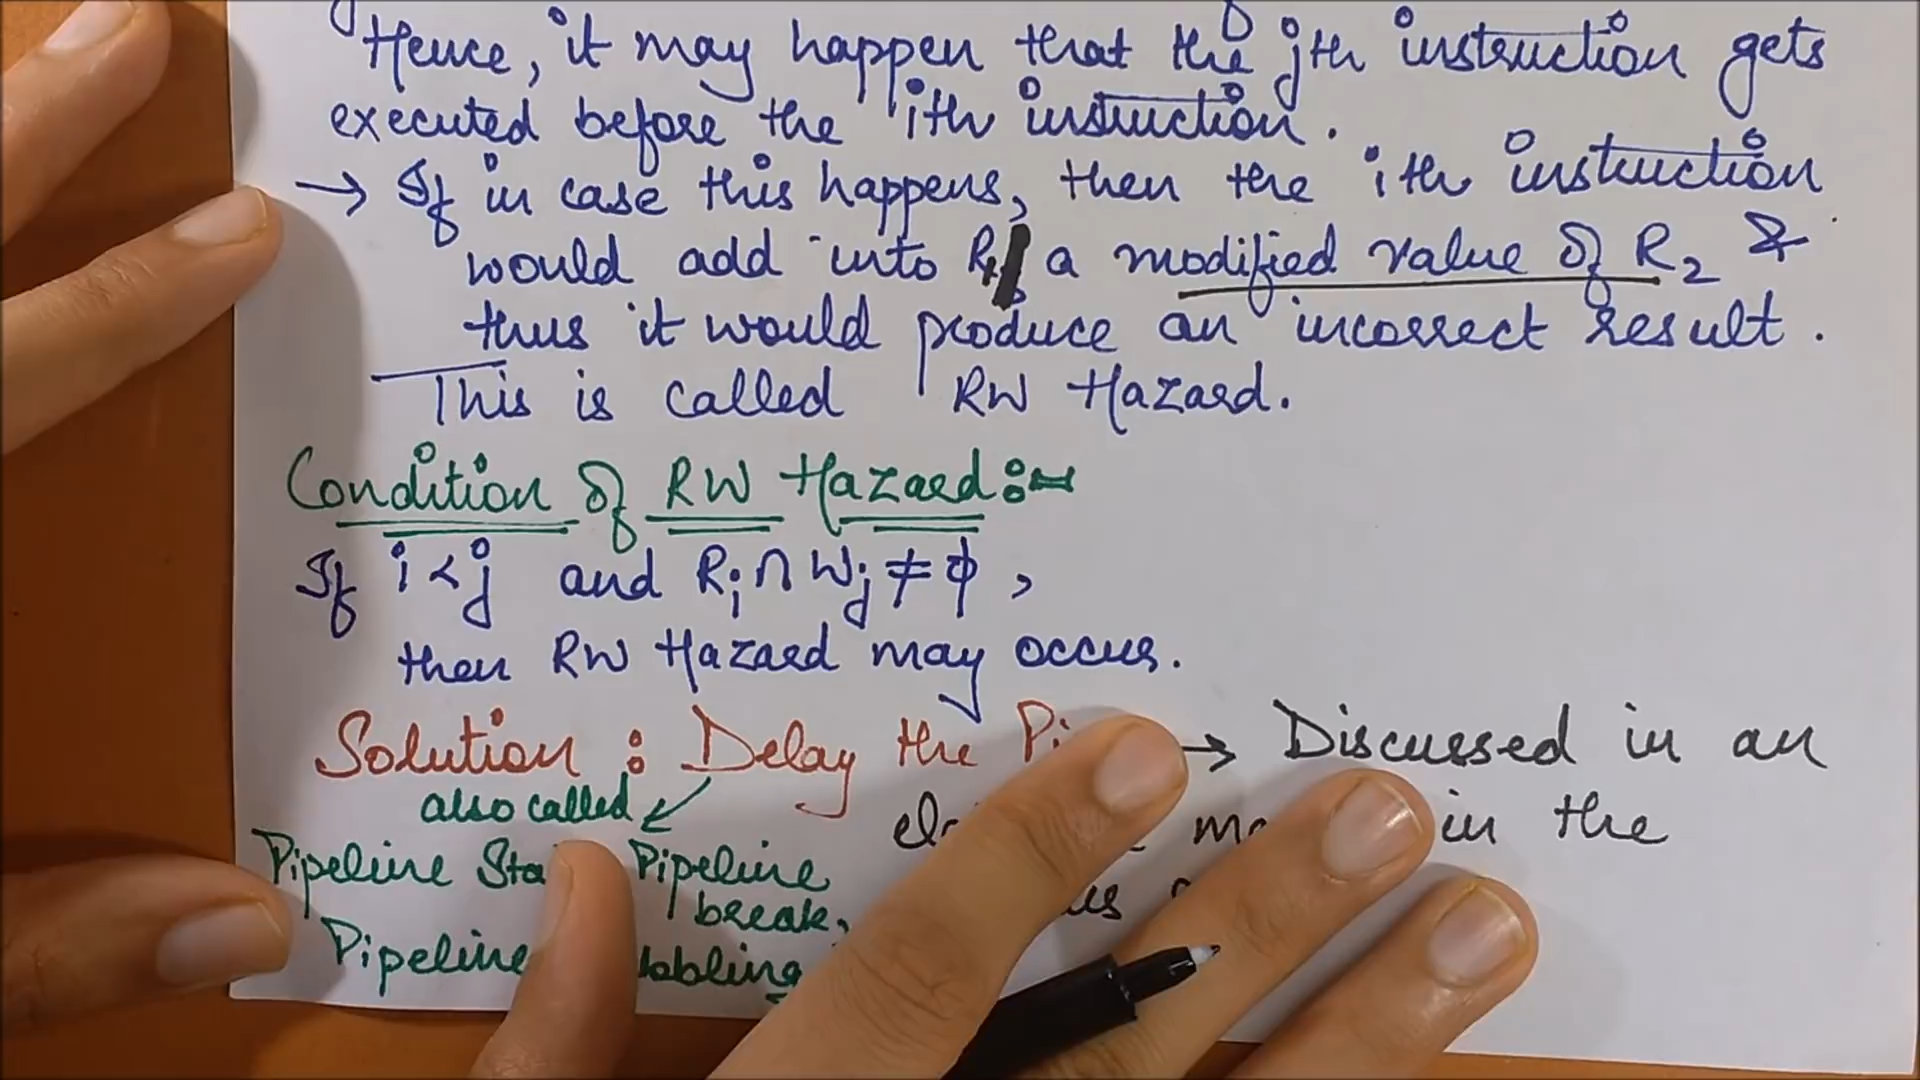 Hence, it may happen that the jth instruction gets
executed before the ith instruction.
→ If in case this happens, then the ith instruction
would add into R1 a modified value of R2 &
thus it would produce an incorrect result.
This is called RW Hazard.
Condition of RW Hazard :-
If i < j and Ri ∩ Wj ≠ ϕ,
then RW Hazard may occur.
Solution : Delay the → Discussed in an
also called in the
Pipeline Pipeline
break,
Pipeline